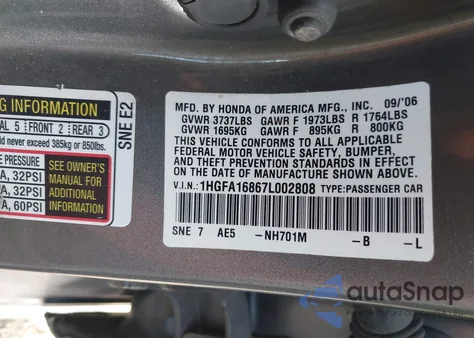 G INFORMATION
AL 5 FRONT 2 REAR 3
ld never exceed 385kg or 850lbs.
E PRESSURE
A, 32PSI
A, 32PSI
A, 60PSI
SEE OWNER'S
MANUAL FOR
ADDITIONAL
INFORMATION
SNE E2
MFD. BY HONDA OF AMERICA MFG., INC. 09/'06
GVWR 3737LBS GAWR F 1973LBS R 1764LBS
GVWR 1695KG GAWR F 895KG R 800KG
THIS VEHICLE CONFORMS TO ALL APPLICABLE
FEDERAL MOTOR VEHICLE SAFETY, BUMPER,
AND THEFT PREVENTION STANDARDS IN
EFFECT ON THE DATE OF MANUFACTURE
SHOWN ABOVE.
V.I.N.: 1HGFA16867L002808 TYPE: PASSENGER CAR
SNE 7 AE5 -NH701M -B -L
autoSnap